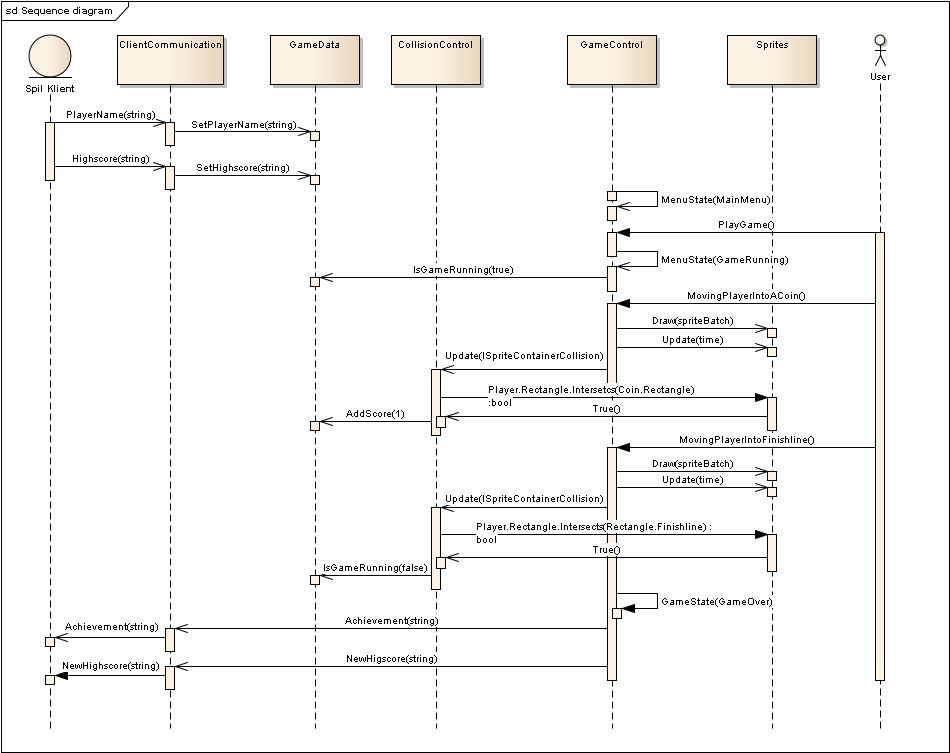 sd Sequence diagram
ClientCommunication
GameData
CollisionControl
GameControl
Sprites
Spil Klient
User
PlayerName(string)
SetPlayerName(string)
Highscore(string)
SetHighscore(string)
MenuState(MainMenu)
PlayGame()
MenuState(GameRunning)
IsGameRunning(true)
MovingPlayerIntoACoin()
Draw(spriteBatch)
Update(time)
Update(ISpriteContainerCollision)
Player.Rectangle.Intersetcs(Coin.Rectangle)
:bool
True()
AddScore(1)
MovingPlayerIntoFinishline()
Draw(spriteBatch)
Update(time)
Update(ISpriteContainerCollision)
Player.Rectangle.Intersects(Rectangle.Finishline) :
bool
True()
IsGameRunning(false)
GameState(GameOver)
Achievement(string)
Achievement(string)
NewHigscore(string)
NewHighscore(string)